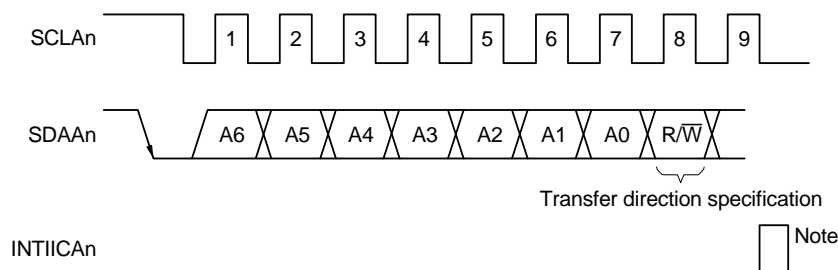 SCLAn 1 2 3 4 5 6 7 8 9
SDAAn A6 A5 A4 A3 A2 A1 A0 R/W̅
Transfer direction specification
INTIICAn Note